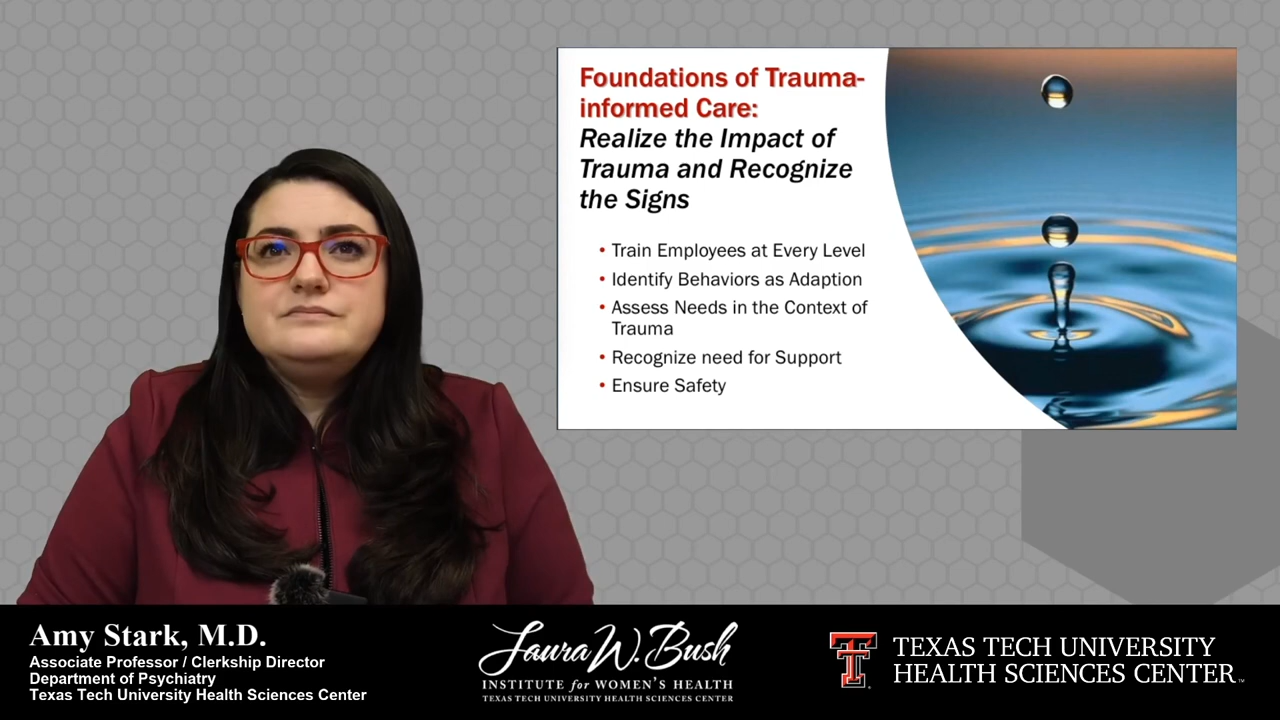 Foundations of Trauma-
informed Care:
Realize the Impact of
Trauma and Recognize
the Signs
• Train Employees at Every Level
• Identify Behaviors as Adaption
• Assess Needs in the Context of
Trauma
• Recognize need for Support
• Ensure Safety
Amy Stark, M.D.
Associate Professor / Clerkship Director
Department of Psychiatry
Texas Tech University Health Sciences Center
Laura W. Bush
INSTITUTE for WOMEN'S HEALTH
TEXAS TECH UNIVERSITY HEALTH SCIENCES CENTER
TEXAS TECH UNIVERSITY
HEALTH SCIENCES CENTER™